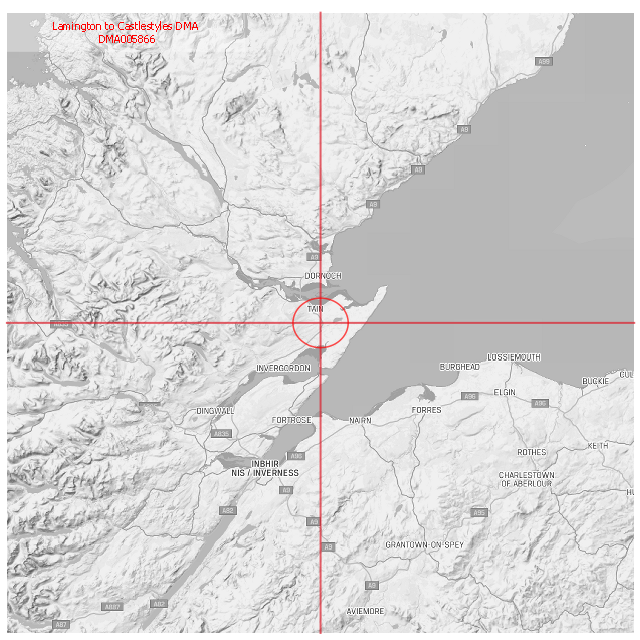 Lamington to Castlestyles DMA
DMA005866
A99
A9
A9
A9
A9
DORNOCH
TAIN
INVERGORDON
LOSSIEMOUTH
BURGHEAD
CUL
BUCKIE
ELGIN
A96
A96
FORRES
DINGWALL
FORTROSE
NAIRN
A835
KEITH
ROTHES
A96
INBHIR
NIS / INVERNESS
CHARLESTOWN
OF ABERLOUR
HU
A9
A82
A95
A9
A9
GRANTOWN-ON-SPEY
A9
A82
A887
AVIEMORE
A87